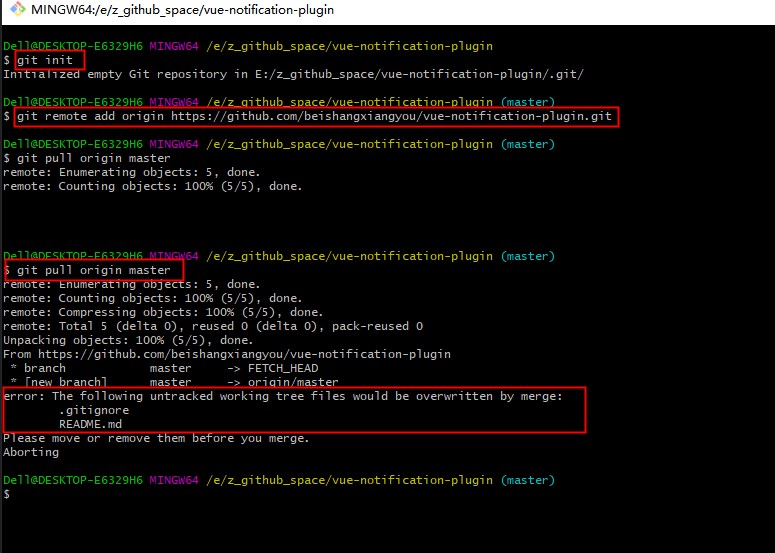 MINGW64:/e/z_github_space/vue-notification-plugin
Dell@DESKTOP-E6329H6 MINGW64 /e/z_github_space/vue-notification-plugin
$ git init
Initialized empty Git repository in E:/z_github_space/vue-notification-plugin/.git/
Dell@DESKTOP-E6329H6 MINGW64 /e/z_github_space/vue-notification-plugin (master)
$ git remote add origin https://github.com/beishangxiangyou/vue-notification-plugin.git
Dell@DESKTOP-E6329H6 MINGW64 /e/z_github_space/vue-notification-plugin (master)
$ git pull origin master
remote: Enumerating objects: 5, done.
remote: Counting objects: 100% (5/5), done.
Dell@DESKTOP-E6329H6 MINGW64 /e/z_github_space/vue-notification-plugin (master)
$ git pull origin master
remote: Enumerating objects: 5, done.
remote: Counting objects: 100% (5/5), done.
remote: Compressing objects: 100% (5/5), done.
remote: Total 5 (delta 0), reused 0 (delta 0), pack-reused 0
Unpacking objects: 100% (5/5), done.
From https://github.com/beishangxiangyou/vue-notification-plugin
 * branch            master     -> FETCH_HEAD
 * [new branch]      master     -> origin/master
error: The following untracked working tree files would be overwritten by merge:
        .gitignore
        README.md
Please move or remove them before you merge.
Aborting
Dell@DESKTOP-E6329H6 MINGW64 /e/z_github_space/vue-notification-plugin (master)
$